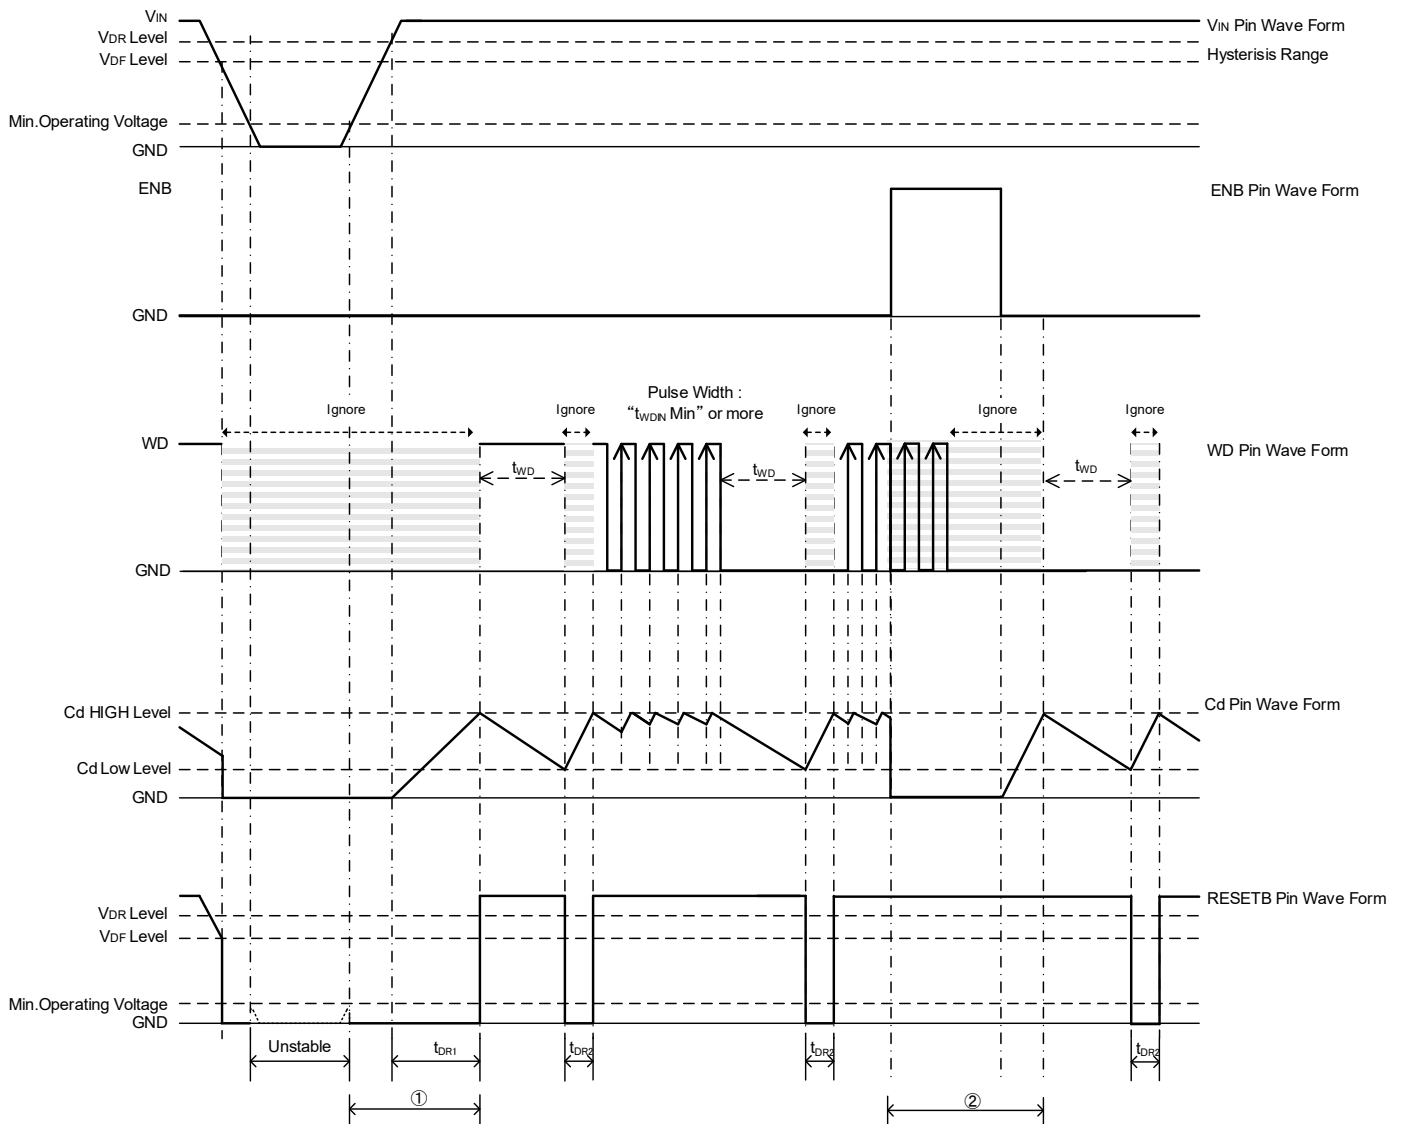 VIN
VIN Pin Wave Form
VDR Level
VDF Level
Hysterisis Range
Min.Operating Voltage
GND
ENB
ENB Pin Wave Form
GND
Pulse Width :
“tWDIN Min” or more
Ignore
Ignore
Ignore
Ignore
Ignore
WD
WD Pin Wave Form
tWD
tWD
tWD
GND
Cd HIGH Level
Cd Pin Wave Form
Cd Low Level
GND
RESETB Pin Wave Form
VDR Level
VDF Level
Min.Operating Voltage
GND
Unstable
tDR1
tDR2
tDR2
tDR2
①
②